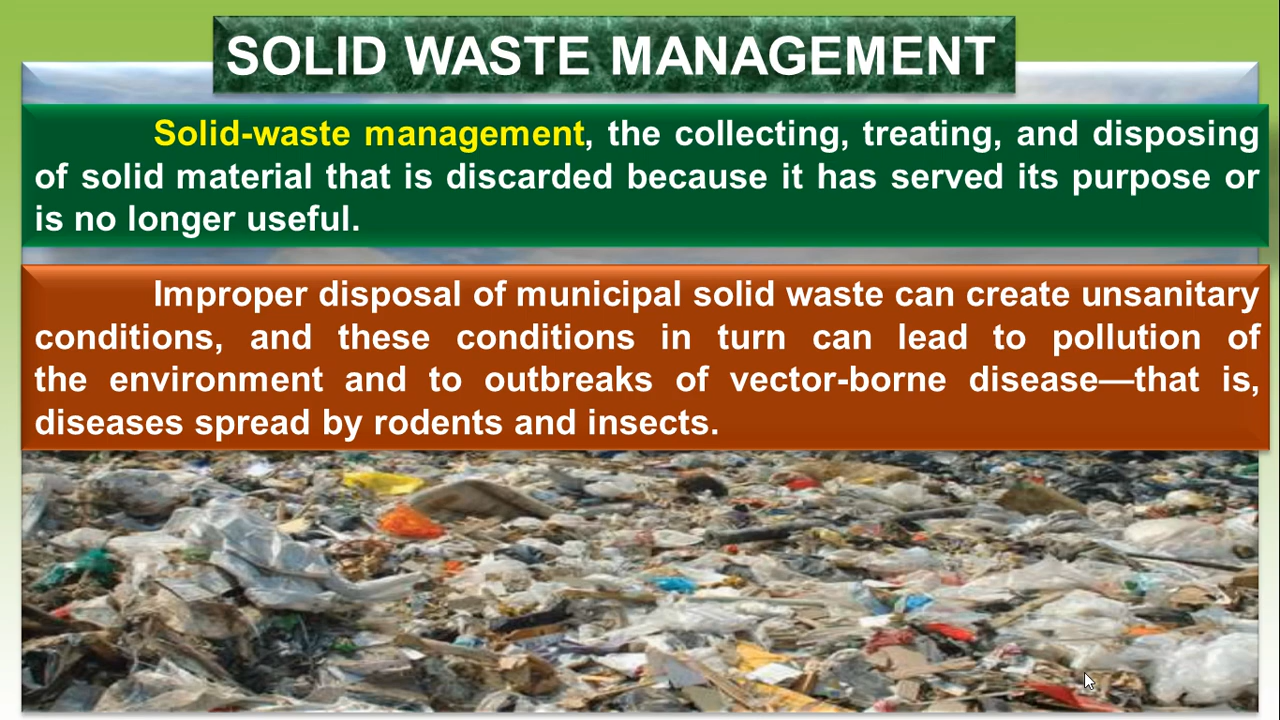 SOLID WASTE MANAGEMENT
Solid-waste management, the collecting, treating, and disposing
of solid material that is discarded because it has served its purpose or
is no longer useful.
Improper disposal of municipal solid waste can create unsanitary
conditions, and these conditions in turn can lead to pollution of
the environment and to outbreaks of vector-borne disease—that is,
diseases spread by rodents and insects.